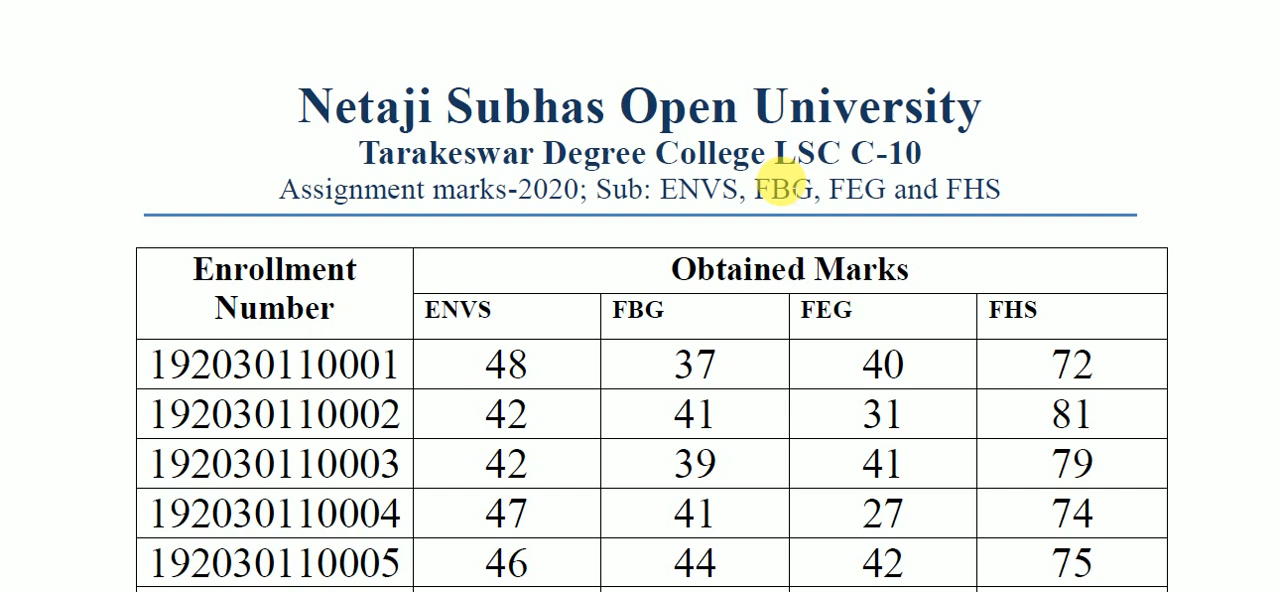 Netaji Subhas Open University
Tarakeswar Degree College LSC C-10
Assignment marks-2020; Sub: ENVS, FBG, FEG and FHS
Enrollment Number
Obtained Marks
ENVS FBG FEG FHS
192030110001 48 37 40 72
192030110002 42 41 31 81
192030110003 42 39 41 79
192030110004 47 41 27 74
192030110005 46 44 42 75